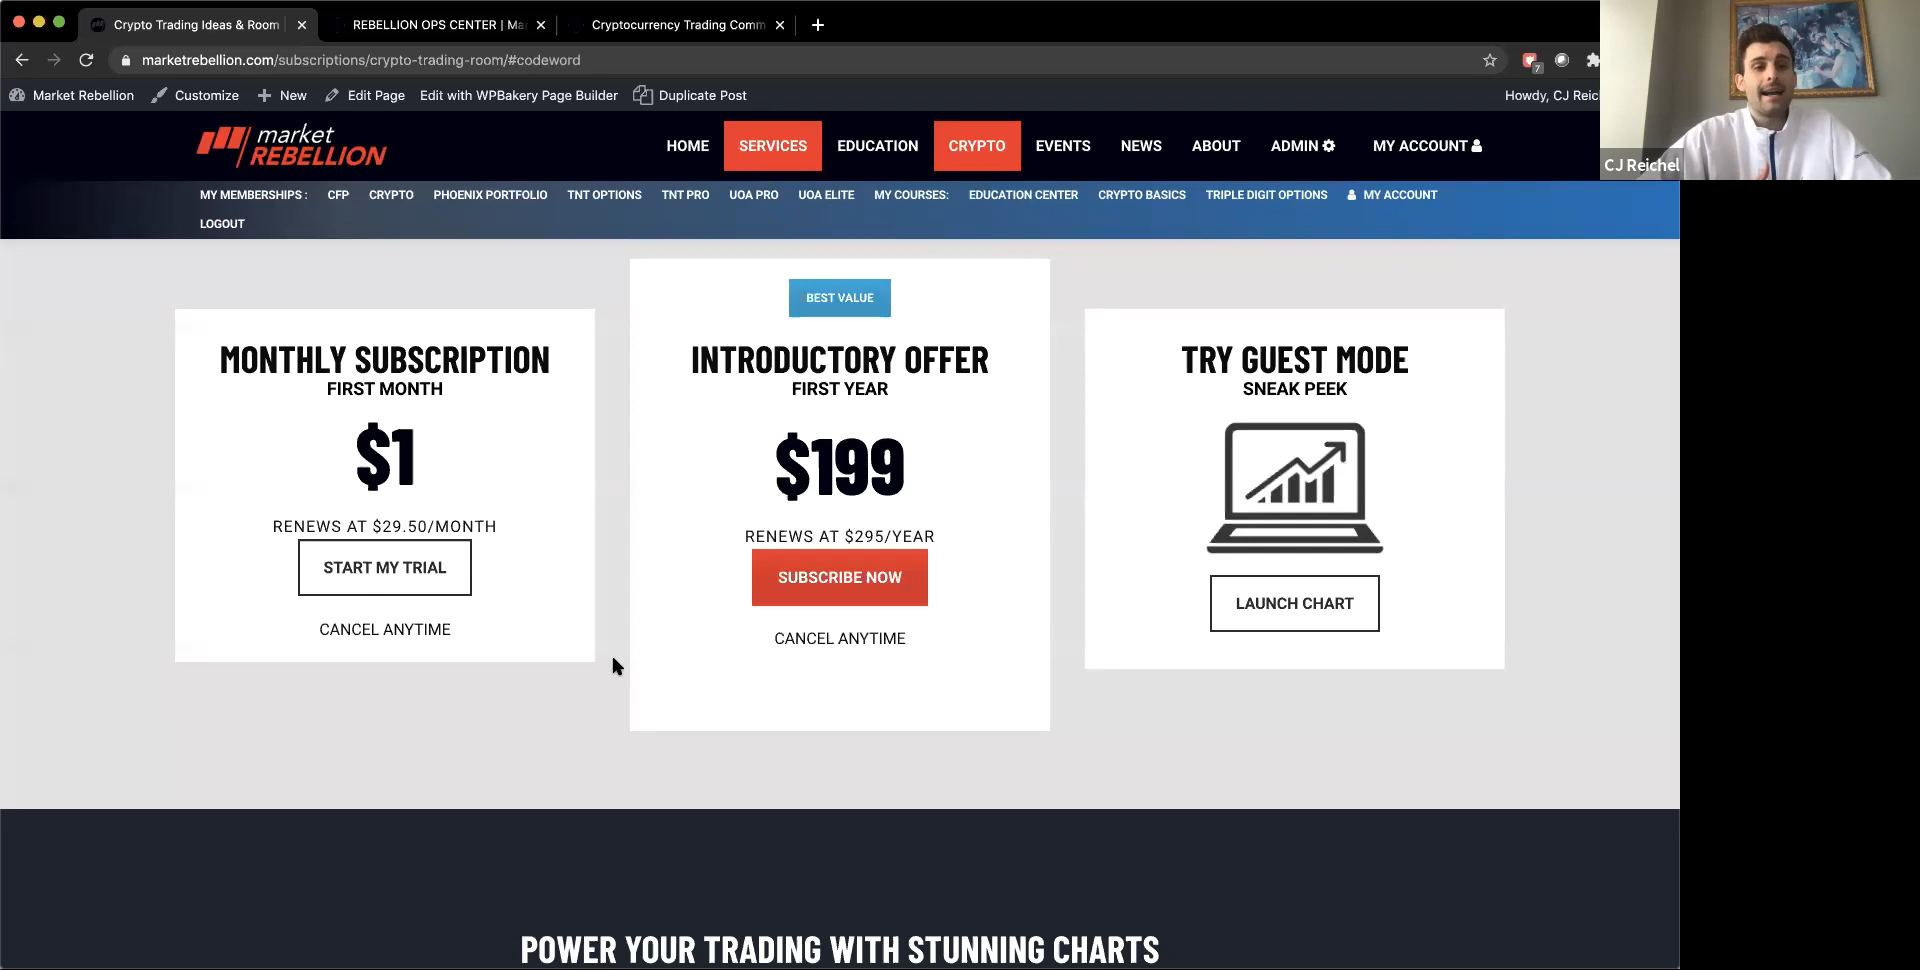 Crypto Trading Ideas & Room
REBELLION OPS CENTER | Ma
Cryptocurrency Trading Comm
marketrebellion.com/subscriptions/crypto-trading-room/#codeword
7
Market Rebellion
Customize
New
Edit Page
Edit with WPBakery Page Builder
Duplicate Post
Howdy, CJ Reic
CJ Reichel
market
REBELLION
HOME
SERVICES
EDUCATION
CRYPTO
EVENTS
NEWS
ABOUT
ADMIN
MY ACCOUNT
MY MEMBERSHIPS :
CFP
CRYPTO
PHOENIX PORTFOLIO
TNT OPTIONS
TNT PRO
UOA PRO
UOA ELITE
MY COURSES:
EDUCATION CENTER
CRYPTO BASICS
TRIPLE DIGIT OPTIONS
MY ACCOUNT
LOGOUT
MONTHLY SUBSCRIPTION
FIRST MONTH
$1
RENEWS AT $29.50/MONTH
START MY TRIAL
CANCEL ANYTIME
BEST VALUE
INTRODUCTORY OFFER
FIRST YEAR
$199
RENEWS AT $295/YEAR
SUBSCRIBE NOW
CANCEL ANYTIME
TRY GUEST MODE
SNEAK PEEK
LAUNCH CHART
POWER YOUR TRADING WITH STUNNING CHARTS